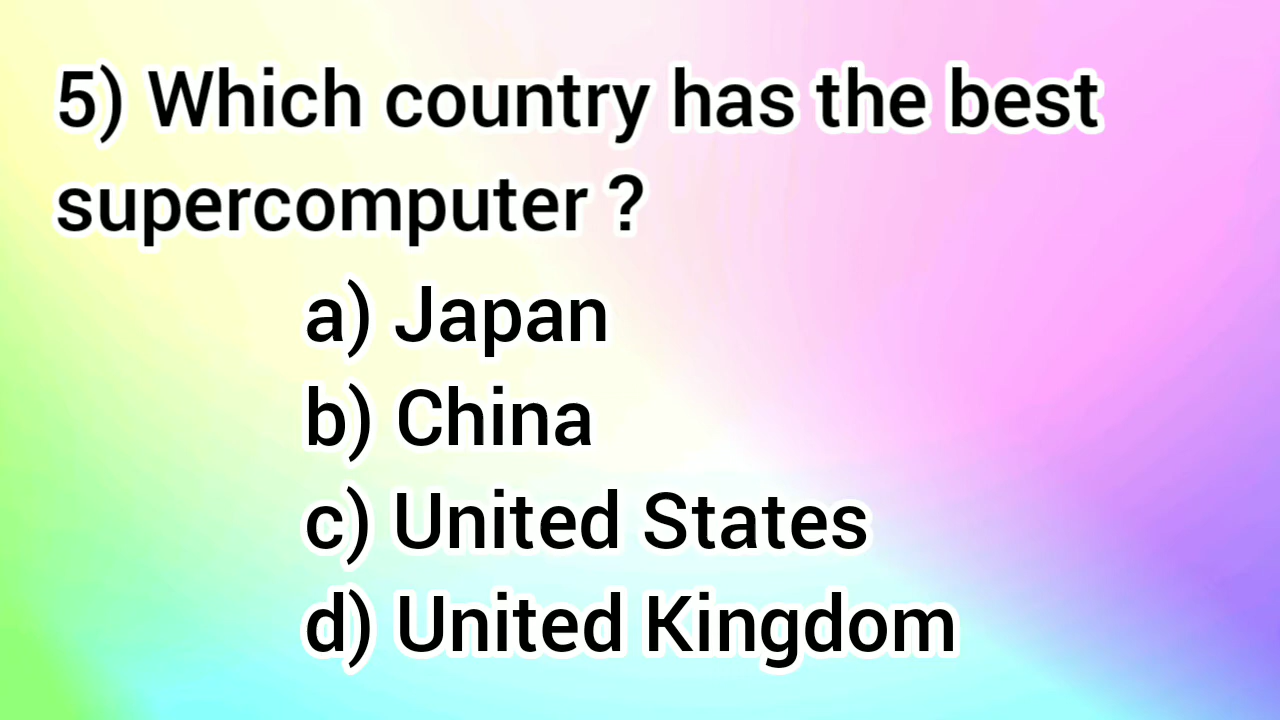 5) Which country has the best
supercomputer ?
a) Japan
b) China
c) United States
d) United Kingdom